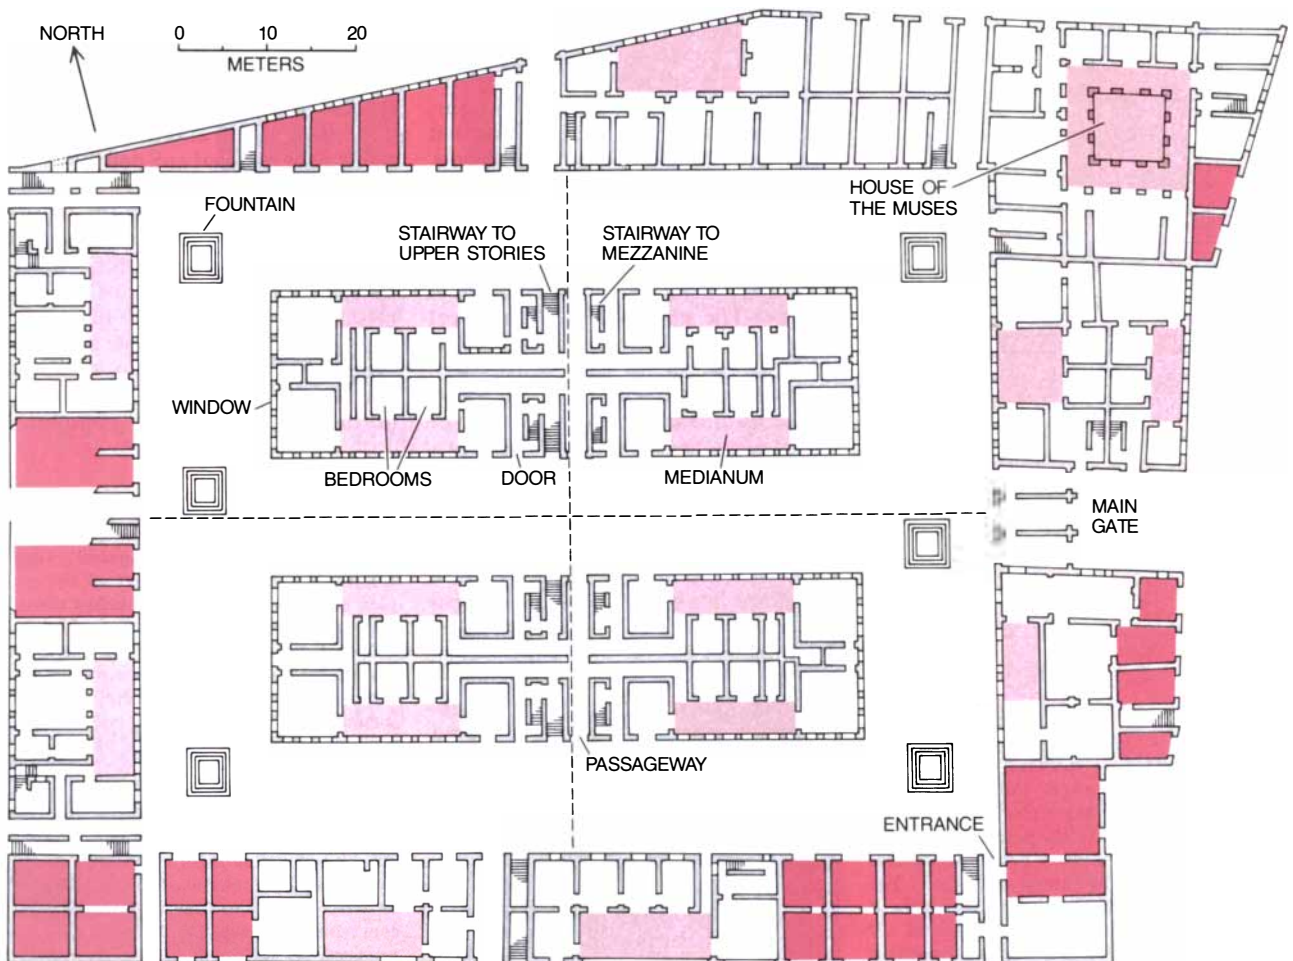 NORTH
0 10 20
METERS
HOUSE OF
THE MUSES
FOUNTAIN
STAIRWAY TO
UPPER STORIES
STAIRWAY TO
MEZZANINE
WINDOW
BEDROOMS
DOOR
MEDIANUM
MAIN
GATE
PASSAGEWAY
ENTRANCE